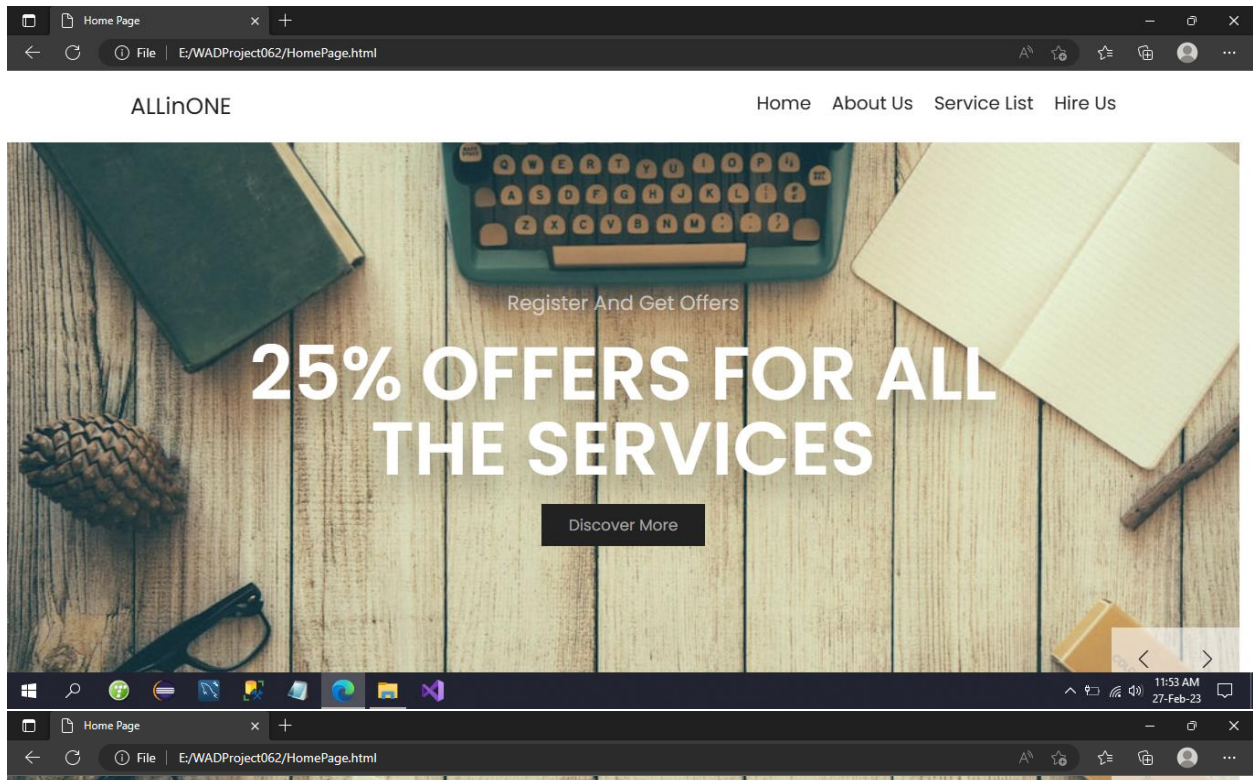 Home Page
File | E:/WADProject062/HomePage.html
ALLinONE
Home About Us Service List Hire Us
Q W E R T Y U I O P
A S D F G H J K L
Z X C V B N M
Register And Get Offers
25% OFFERS FOR ALL
THE SERVICES
Discover More
11:53 AM
27-Feb-23
Home Page
File | E:/WADProject062/HomePage.html